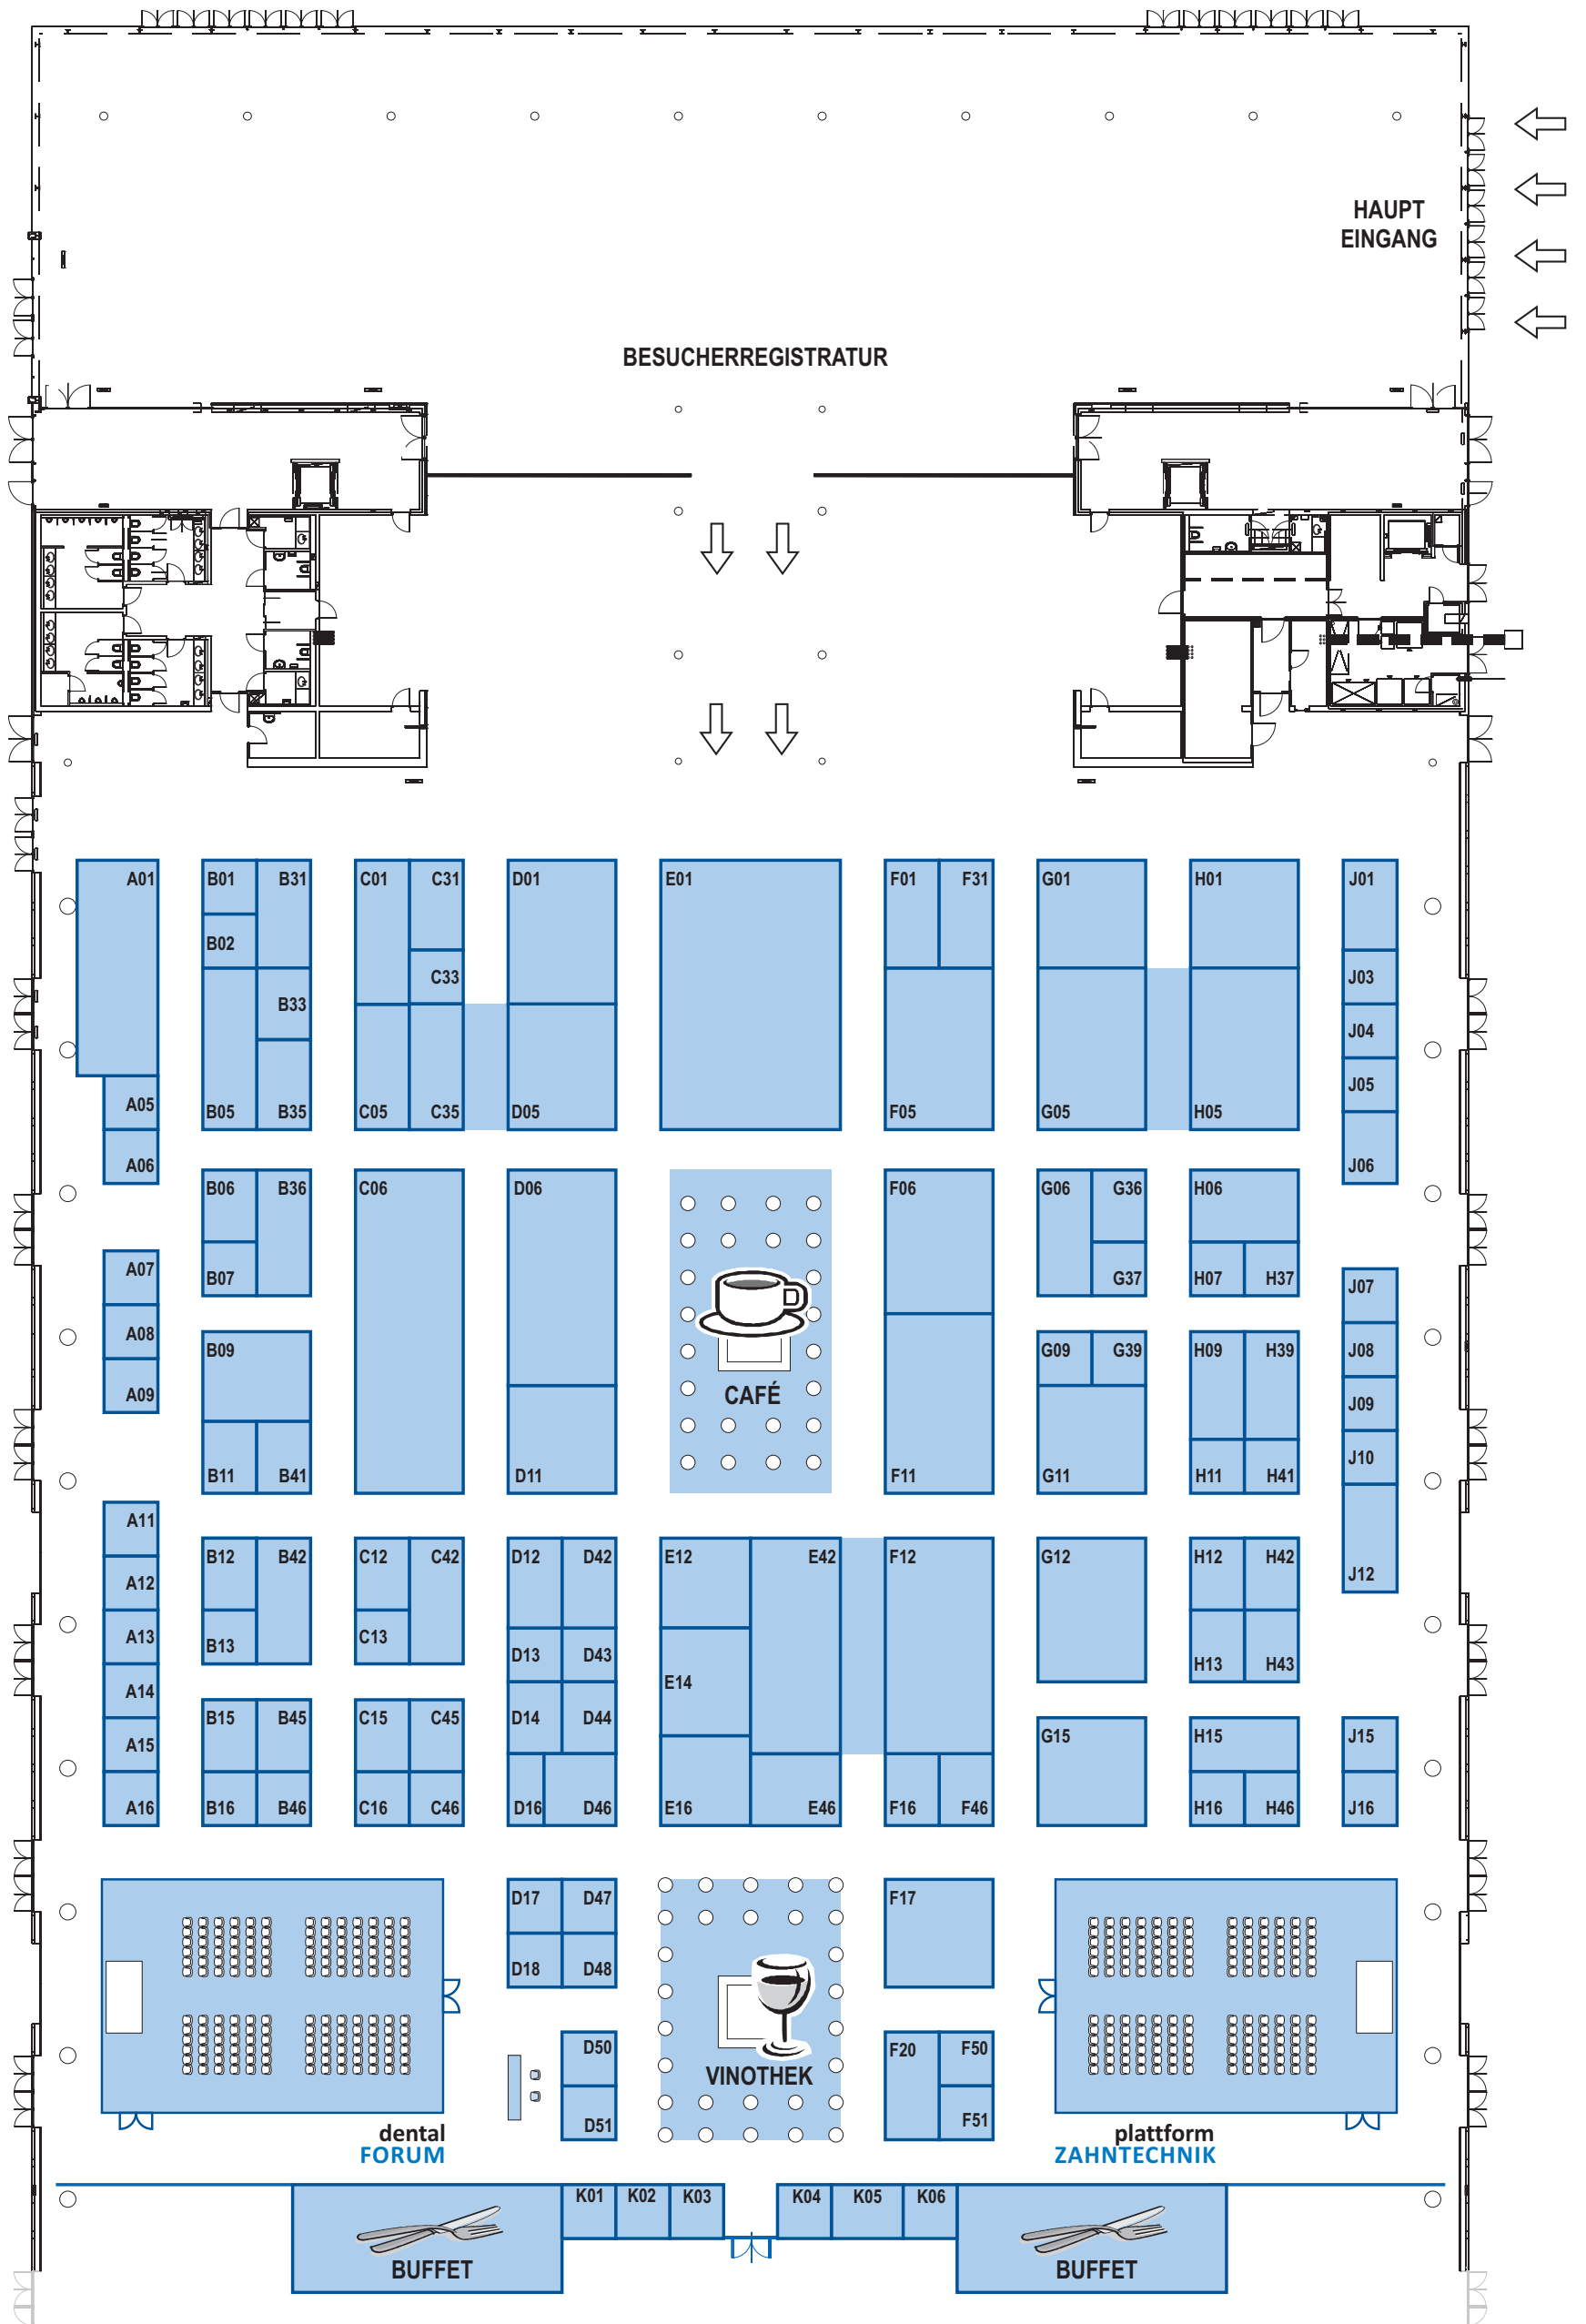 HAUPT
EINGANG
BESUCHERREGISTRATUR
A01
B01
B31
C01
C31
D01
E01
F01
F31
G01
H01
J01
B02
C33
J03
B33
J04
A05
J05
B05
B35
C05
C35
D05
F05
G05
H05
A06
J06
B06
B36
C06
D06
F06
G06
G36
H06
A07
B07
G37
H07
H37
J07
A08
B09
G09
G39
H09
H39
J08
CAFÉ
A09
J09
B11
B41
D11
F11
G11
H11
H41
J10
A11
B12
B42
C12
C42
D12
D42
E12
E42
F12
G12
H12
H42
J12
A12
A13
B13
C13
D13
D43
H13
H43
E14
A14
B15
B45
C15
C45
D14
D44
G15
H15
J15
A15
A16
B16
B46
C16
C46
D16
D46
E16
E46
F16
F46
H16
H46
J16
D17
D47
F17
D18
D48
D50
F20
F50
VINOTHEK
D51
F51
dental
FORUM
plattform
ZAHNTECHNIK
K01
K02
K03
K04
K05
K06
BUFFET
BUFFET